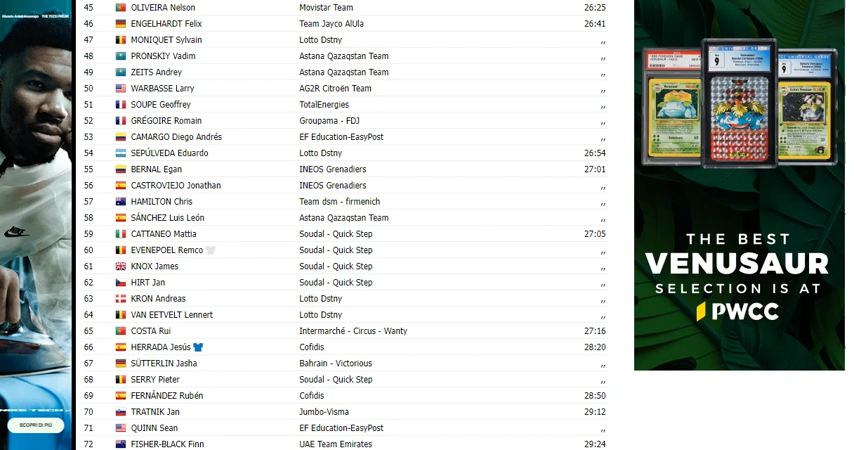 45 OLIVEIRA Nelson Movistar Team 26:25
46 ENGELHARDT Felix Team Jayco AlUla 26:41
47 MONIQUET Sylvain Lotto Dstny ,,
48 PRONSKIY Vadim Astana Qazaqstan Team ,,
49 ZEITS Andrey Astana Qazaqstan Team ,,
50 WARBASSE Larry AG2R Citroën Team ,,
51 SOUPE Geoffrey TotalEnergies ,,
52 GRÉGOIRE Romain Groupama - FDJ ,,
53 CAMARGO Diego Andrés EF Education-EasyPost ,,
54 SEPÚLVEDA Eduardo Lotto Dstny 26:54
55 BERNAL Egan INEOS Grenadiers 27:01
56 CASTROVIEJO Jonathan INEOS Grenadiers ,,
57 HAMILTON Chris Team dsm - firmenich ,,
58 SÁNCHEZ Luis León Astana Qazaqstan Team ,,
59 CATTANEO Mattia Soudal - Quick Step 27:05
60 EVENEPOEL Remco Soudal - Quick Step ,,
61 KNOX James Soudal - Quick Step ,,
62 HIRT Jan Soudal - Quick Step ,,
63 KRON Andreas Lotto Dstny ,,
64 VAN EETVELT Lennert Lotto Dstny ,,
65 COSTA Rui Intermarché - Circus - Wanty 27:16
66 HERRADA Jesús Cofidis 28:20
67 SÜTTERLIN Jasha Bahrain - Victorious ,,
68 SERRY Pieter Soudal - Quick Step ,,
69 FERNÁNDEZ Rubén Cofidis 28:50
70 TRATNIK Jan Jumbo-Visma 29:12
71 QUINN Sean EF Education-EasyPost ,,
72 FISHER-BLACK Finn UAE Team Emirates 29:24
NIKE
SCOPRI DI PIÙ
9
9
9
THE BEST
VENUSAUR
SELECTION IS AT
PWCC